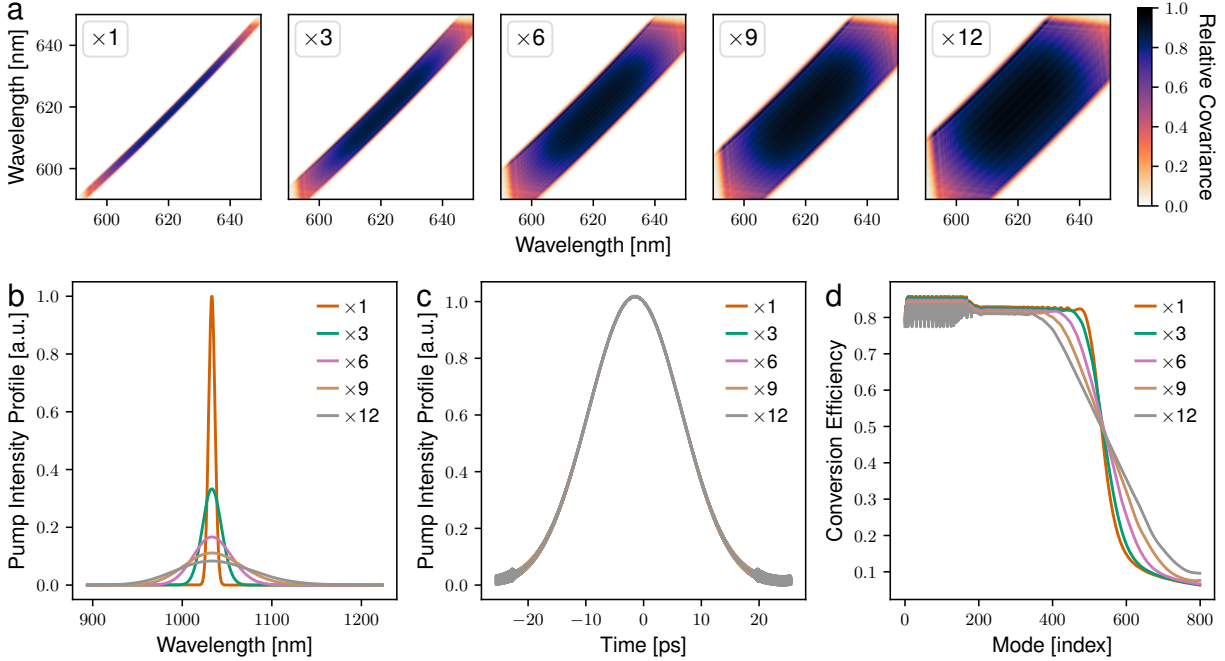 a
×1
×3
×6
×9
×12
Wavelength [nm]
640
620
600
600 620 640
600 620 640
600 620 640
600 620 640
600 620 640
Wavelength [nm]
1.0
0.8
0.6
0.4
0.2
0.0
Relative Covariance
b
Pump Intensity Profile [a.u.]
1.0
0.8
0.6
0.4
0.2
0.0
×1
×3
×6
×9
×12
900 1000 1100 1200
Wavelength [nm]
c
Pump Intensity Profile [a.u.]
1.0
0.8
0.6
0.4
0.2
0.0
×1
×3
×6
×9
×12
−20 −10 0 10 20
Time [ps]
d
Conversion Efficiency
0.8
0.7
0.6
0.5
0.4
0.3
0.2
0.1
×1
×3
×6
×9
×12
0 200 400 600 800
Mode [index]